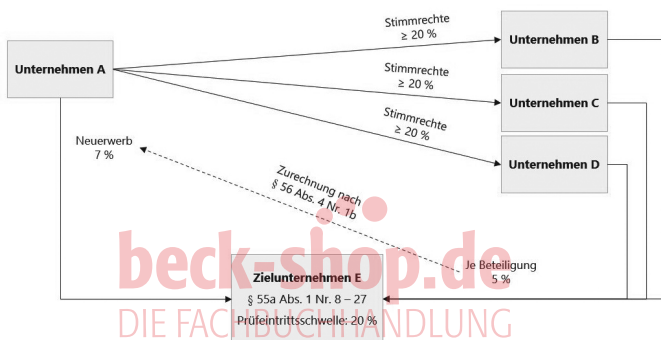 Stimmrechte
≥ 20 %
Unternehmen B
Unternehmen A
Stimmrechte
≥ 20 %
Unternehmen C
Stimmrechte
≥ 20 %
Neuerwerb
7 %
Unternehmen D
Zurechnung nach
§ 56 Abs. 4 Nr. 1b
beck-shop.de
Je Beteiligung
5 %
Zielunternehmen E
§ 55a Abs. 1 Nr. 8 – 27
Prüfeintrittsschwelle: 20 %
DIE FACHBUCHHANDLUNG